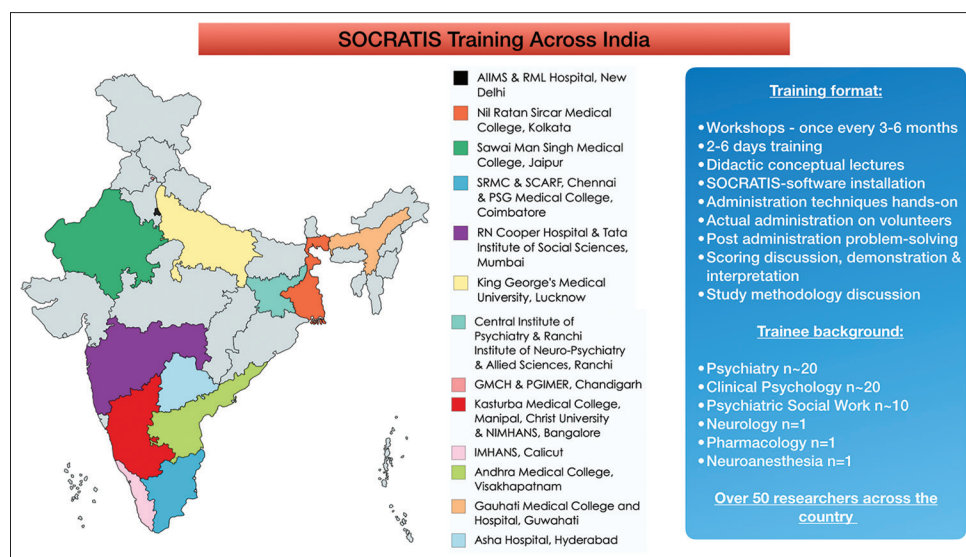 SOCRATIS Training Across India
AIIMS & RML Hospital, New
Delhi
Nil Ratan Sircar Medical
College, Kolkata
Sawai Man Singh Medical
College, Jaipur
SRMC & SCARF, Chennai
& PSG Medical College,
Coimbatore
RN Cooper Hospital & Tata
Institute of Social Sciences,
Mumbai
King George's Medical
University, Lucknow
Central Institute of
Psychiatry & Ranchi
Institute of Neuro-Psychiatry
& Allied Sciences, Ranchi
GMCH & PGIMER, Chandigarh
Kasturba Medical College,
Manipal, Christ University
& NIMHANS, Bangalore
IMHANS, Calicut
Andhra Medical College,
Visakhapatnam
Gauhati Medical College and
Hospital, Guwahati
Asha Hospital, Hyderabad
Training format:
•Workshops - once every 3-6 months
•2-6 days training
•Didactic conceptual lectures
•SOCRATIS-software installation
•Administration techniques hands-on
•Actual administration on volunteers
•Post administration problem-solving
•Scoring discussion, demonstration &
interpretation
•Study methodology discussion
Trainee background:
•Psychiatry n~20
•Clinical Psychology n~20
•Psychiatric Social Work n~10
•Neurology n=1
•Pharmacology n=1
•Neuroanesthesia n=1
Over 50 researchers across the
country